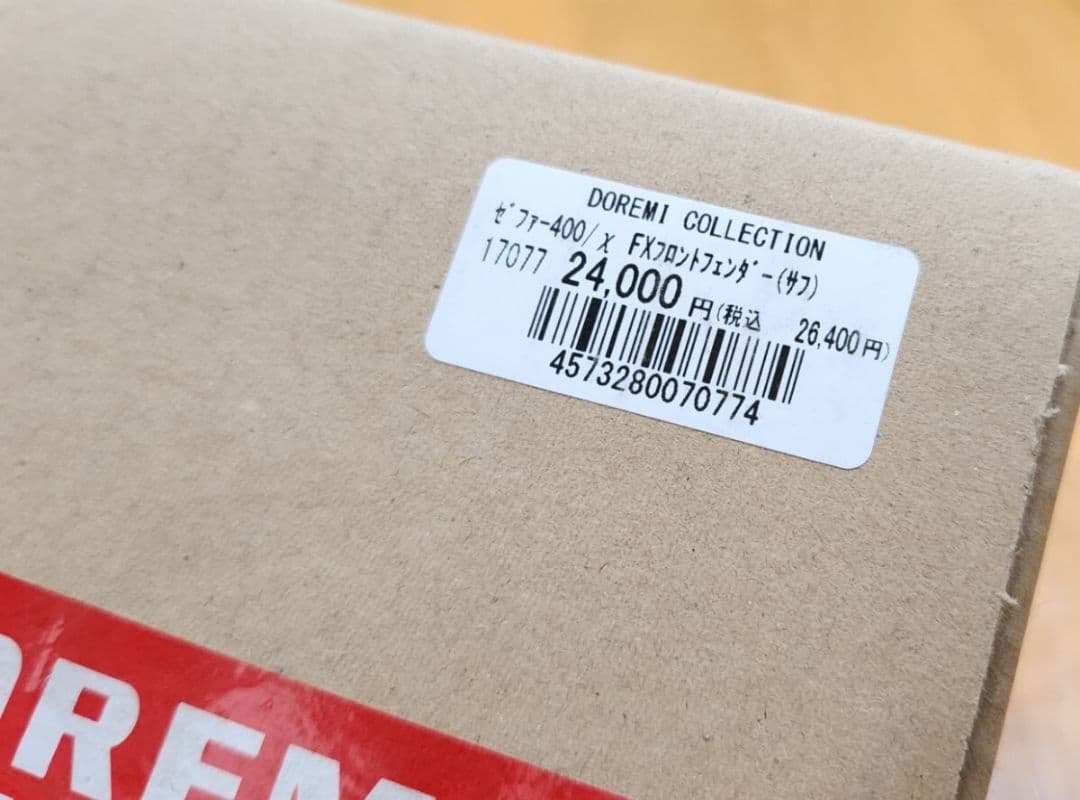 DOREMI COLLECTION
ｾﾞﾌｧｰ400/χ FXﾌﾛﾝﾄﾌｪﾝﾀﾞｰ(ｻﾌ)
17077 24,000円(税込 26,400円)
4573280070774
OREM